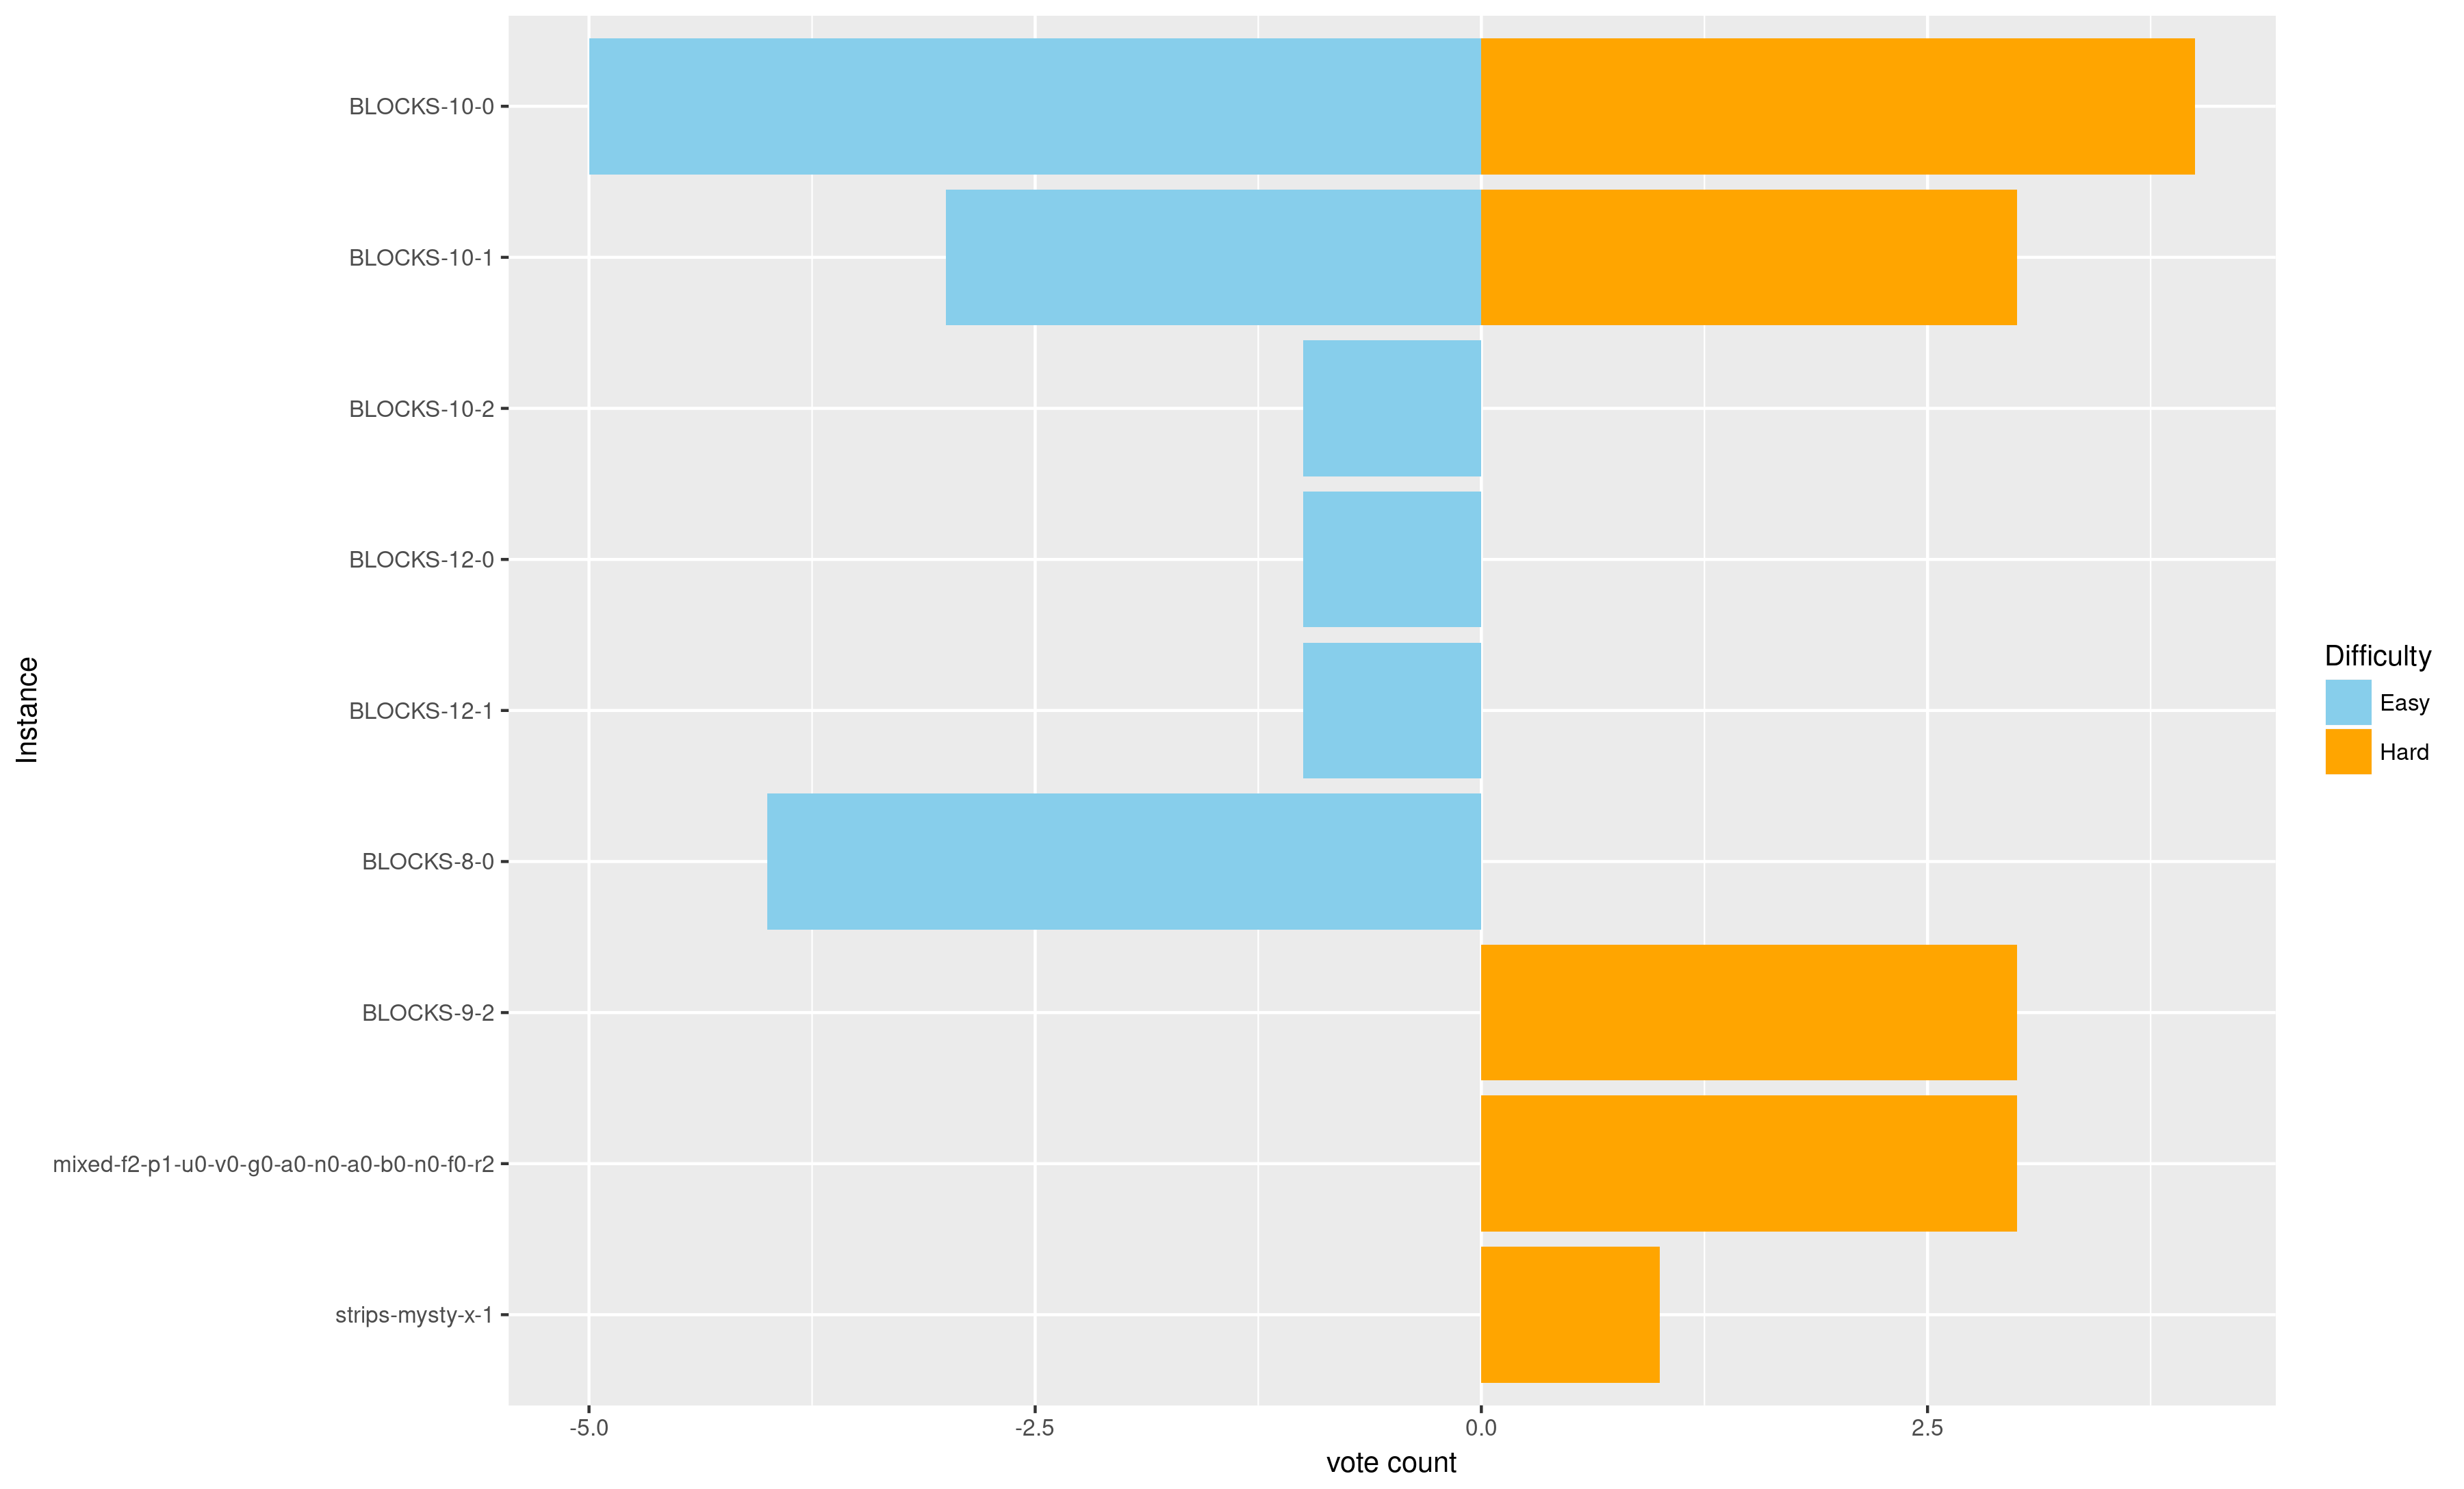 Instance
BLOCKS-10-0
BLOCKS-10-1
BLOCKS-10-2
BLOCKS-12-0
BLOCKS-12-1
BLOCKS-8-0
BLOCKS-9-2
mixed-f2-p1-u0-v0-g0-a0-n0-a0-b0-n0-f0-r2
strips-mysty-x-1
-5.0 -2.5 0.0 2.5
vote count
Difficulty
Easy
Hard